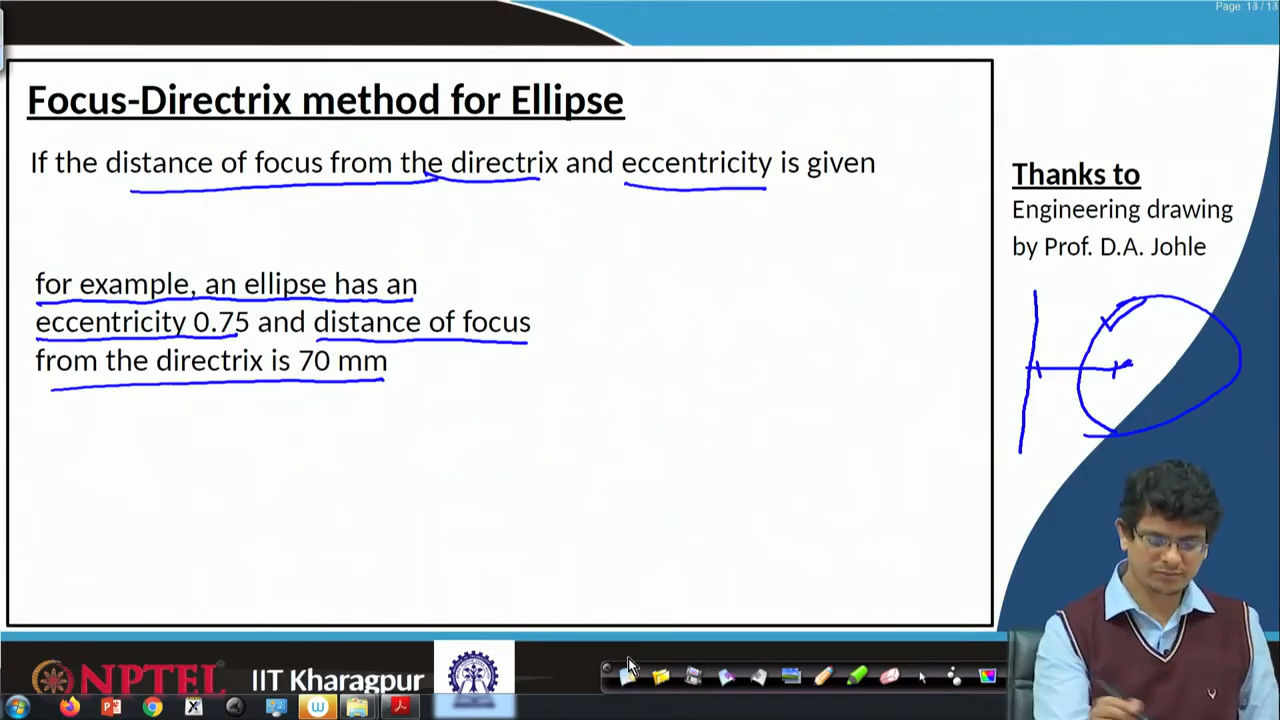 Page: 13 / 13
Focus-Directrix method for Ellipse
If the distance of focus from the directrix and eccentricity is given
for example, an ellipse has an
eccentricity 0.75 and distance of focus
from the directrix is 70 mm
Thanks to
Engineering drawing
by Prof. D.A. Johle
NPTEL
IIT Kharagpur